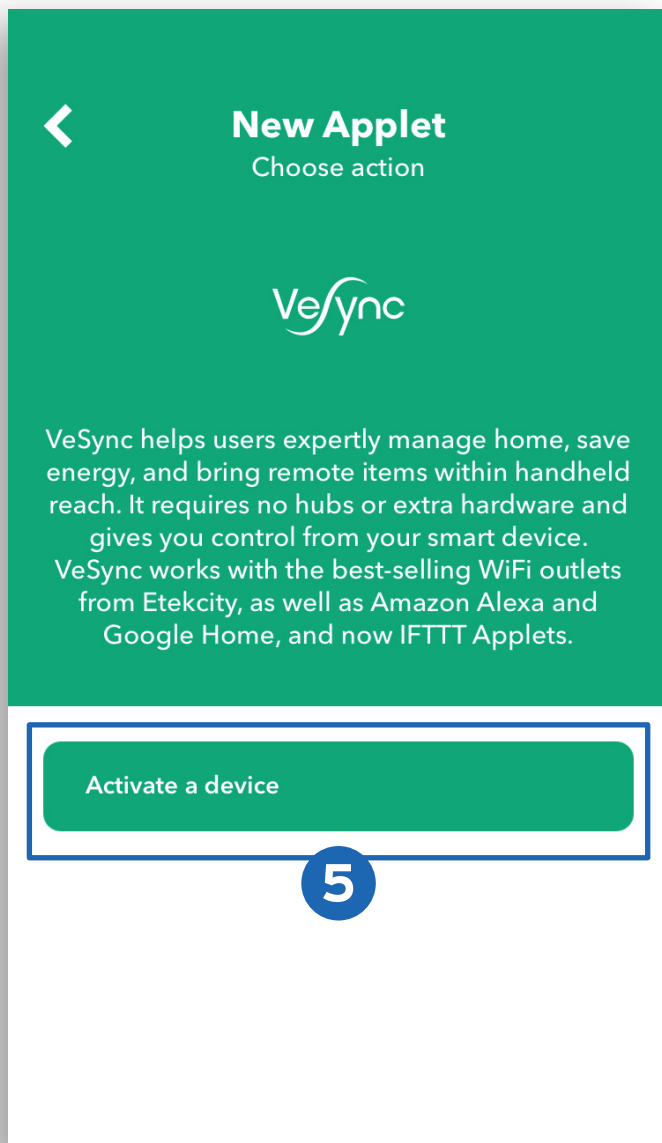 New Applet
Choose action
VeSync
VeSync helps users expertly manage home, save
energy, and bring remote items within handheld
reach. It requires no hubs or extra hardware and
gives you control from your smart device.
VeSync works with the best-selling WiFi outlets
from Etekcity, as well as Amazon Alexa and
Google Home, and now IFTTT Applets.
Activate a device
5